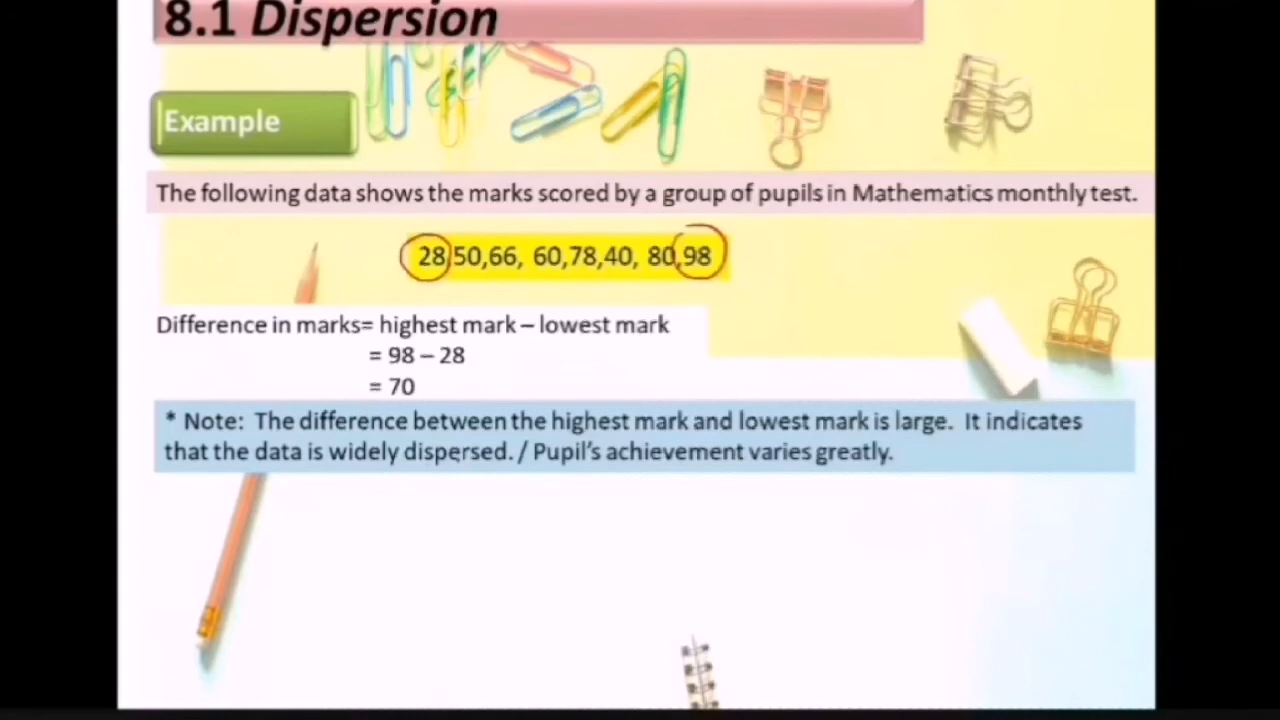 8.1 Dispersion
Example
The following data shows the marks scored by a group of pupils in Mathematics monthly test.
28,50,66, 60,78,40, 80,98
Difference in marks= highest mark – lowest mark
= 98 – 28
= 70
* Note: The difference between the highest mark and lowest mark is large. It indicates
that the data is widely dispersed. / Pupil's achievement varies greatly.